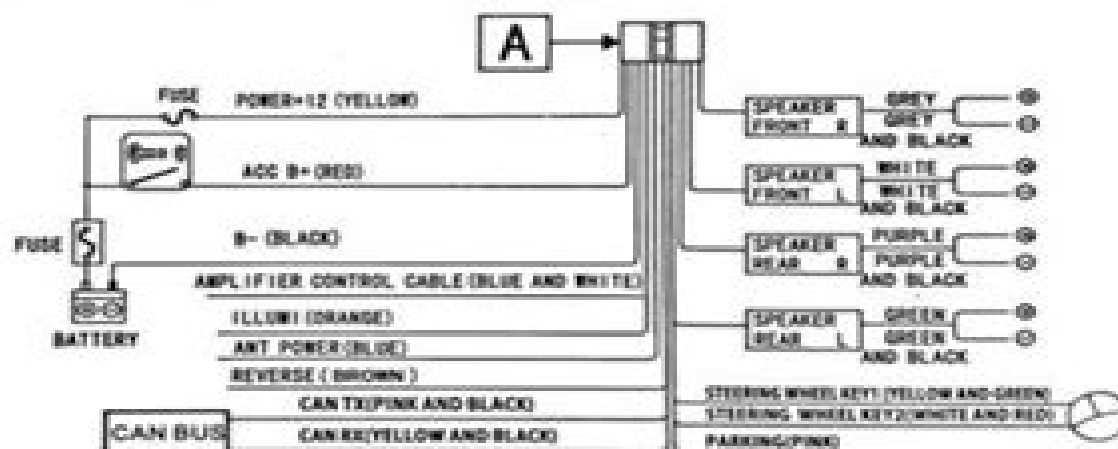 A
FUSE
POWER+12 (YELLOW)
ACC B+(RED)
FUSE
B- (BLACK)
BATTERY
AMPLIFIER CONTROL CABLE(BLUE AND WHITE)
ILLUMI(ORANGE)
ANT POWER(BLUE)
REVERSE(BROWN)
CAN TX(PINK AND BLACK)
CAN BUS
CAN RX(YELLOW AND BLACK)
SPEAKER
FRONT R
GREY
GREY
AND BLACK
SPEAKER
FRONT L
WHITE
WHITE
AND BLACK
SPEAKER
REAR R
PURPLE
PURPLE
AND BLACK
SPEAKER
REAR L
GREEN
GREEN
AND BLACK
STEERING WHEEL KEY1(YELLOW AND GREEN)
STEERING WHEEL KEY2(WHITE AND RED)
PARKING(PINK)